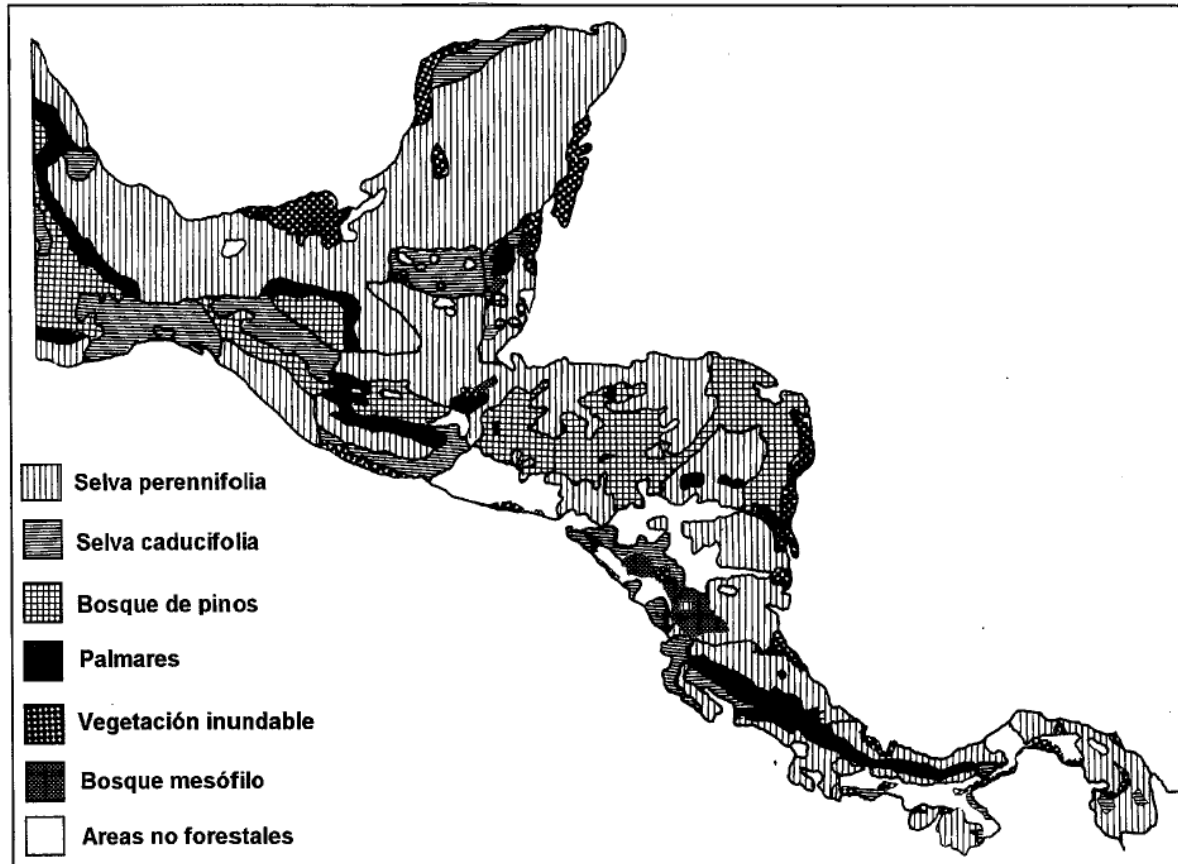 Selva perennifolia
Selva caducifolia
Bosque de pinos
Palmares
Vegetación inundable
Bosque mesófilo
Areas no forestales